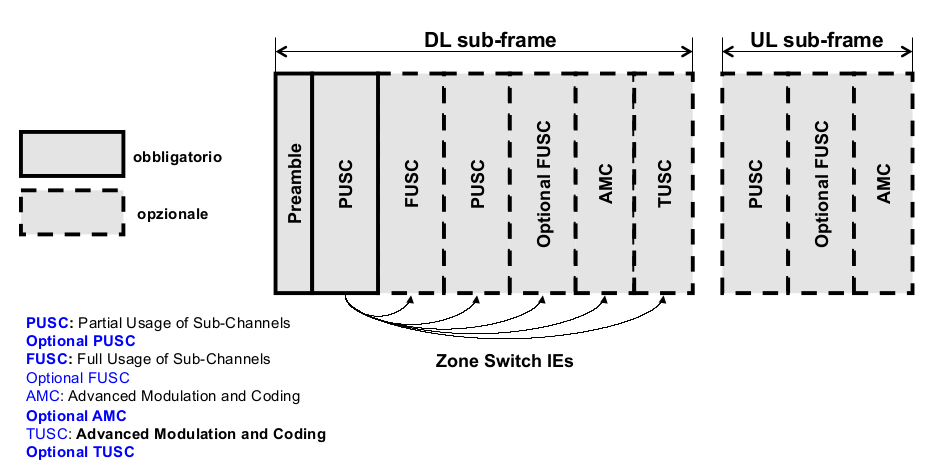 DL sub-frame
UL sub-frame
obbligatorio
opzionale
Preamble
PUSC
FUSC
PUSC
Optional FUSC
AMC
TUSC
PUSC
Optional FUSC
AMC
Zone Switch IEs
PUSC: Partial Usage of Sub-Channels
Optional PUSC
FUSC: Full Usage of Sub-Channels
Optional FUSC
AMC: Advanced Modulation and Coding
Optional AMC
TUSC: Advanced Modulation and Coding
Optional TUSC